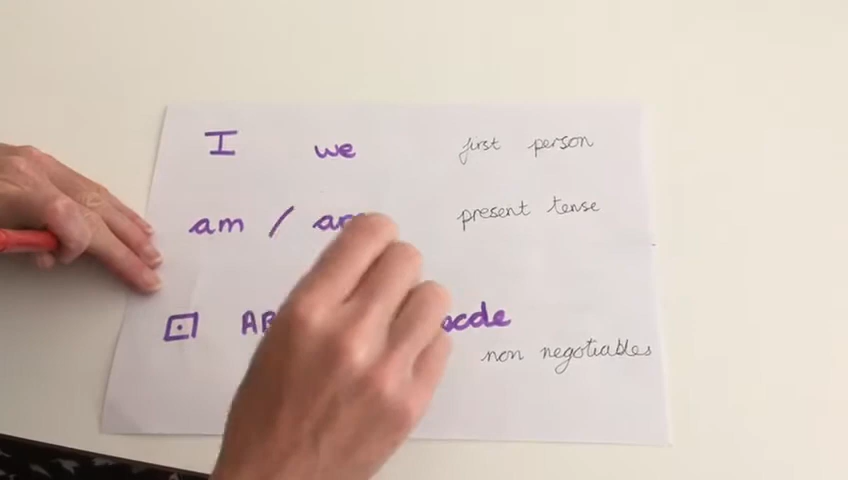 I we first person
am / present tense
non negotiables